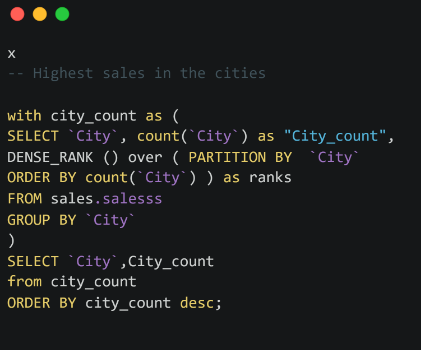 x
-- Highest sales in the cities
with city_count as (
SELECT `City`, count(`City`) as "City_count",
DENSE_RANK () over ( PARTITION BY  `City`
ORDER BY count(`City`) ) as ranks
FROM sales.salesss
GROUP BY `City`
)
SELECT `City`,City_count
from city_count
ORDER BY city_count desc;